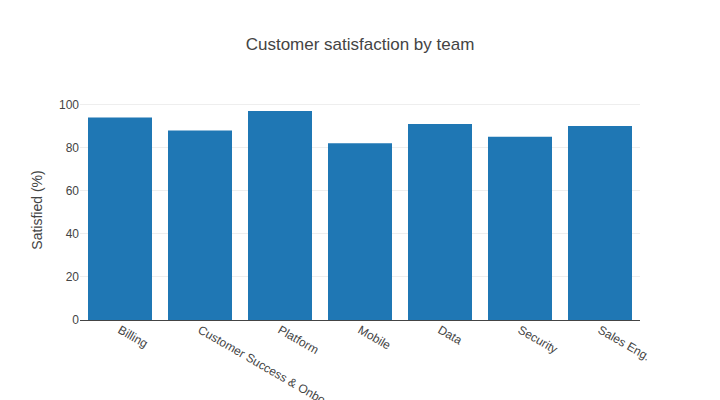 Customer satisfaction by team
Satisfied (%)
100
80
60
40
20
0
Billing
Customer Success &
Platform
Mobile
Data
Security
Sales Eng.